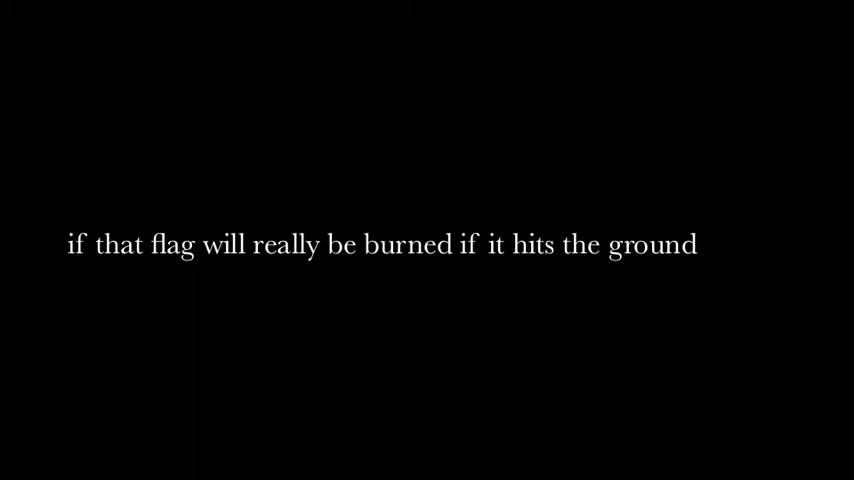 if that flag will really be burned if it hits the ground